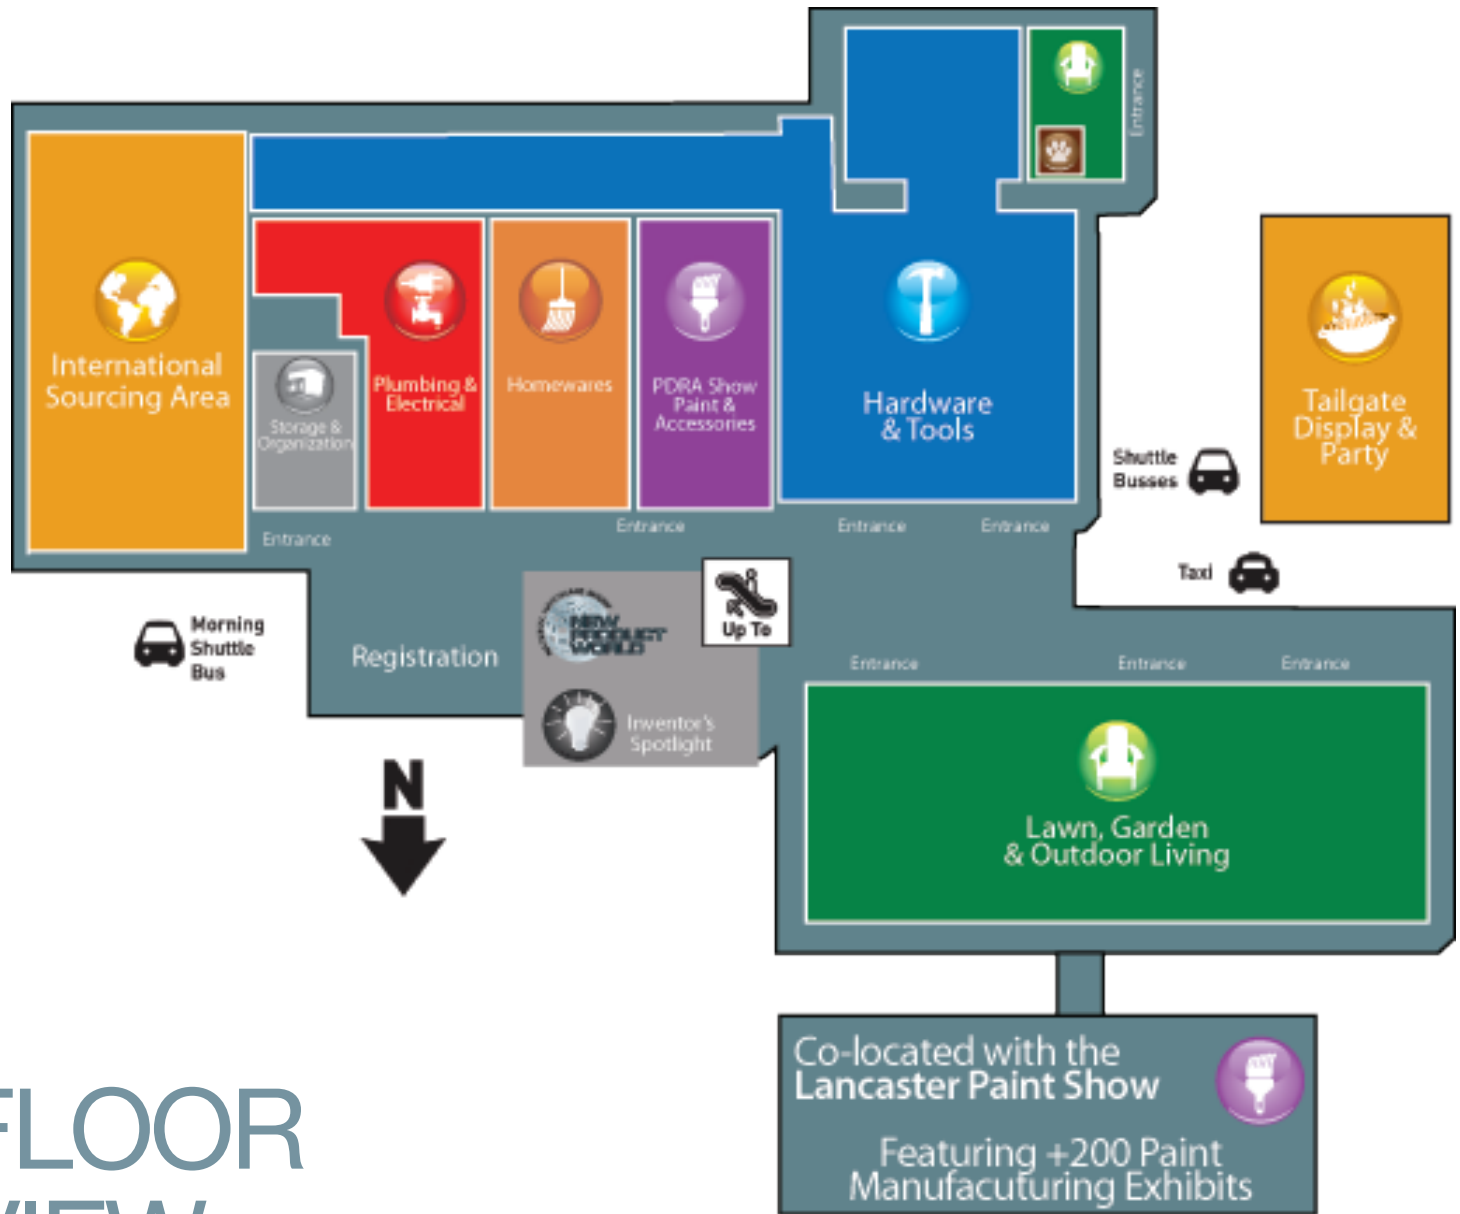 Entrance
International
Sourcing Area
Storage &
Organization
Plumbing &
Electrical
Homewares
PDRA Show
Paint &
Accessories
Hardware
& Tools
Tailgate
Display &
Party
Shuttle
Busses
Taxi
Entrance
Entrance
Entrance
Entrance
Morning
Shuttle
Bus
Registration
NEW
PRODUCT
WORLD
Up To
Inventor's
Spotlight
Entrance
Entrance
Entrance
N
Lawn, Garden
& Outdoor Living
Co-located with the
Lancaster Paint Show
Featuring +200 Paint
Manufacuturing Exhibits
FLOOR
VIEW